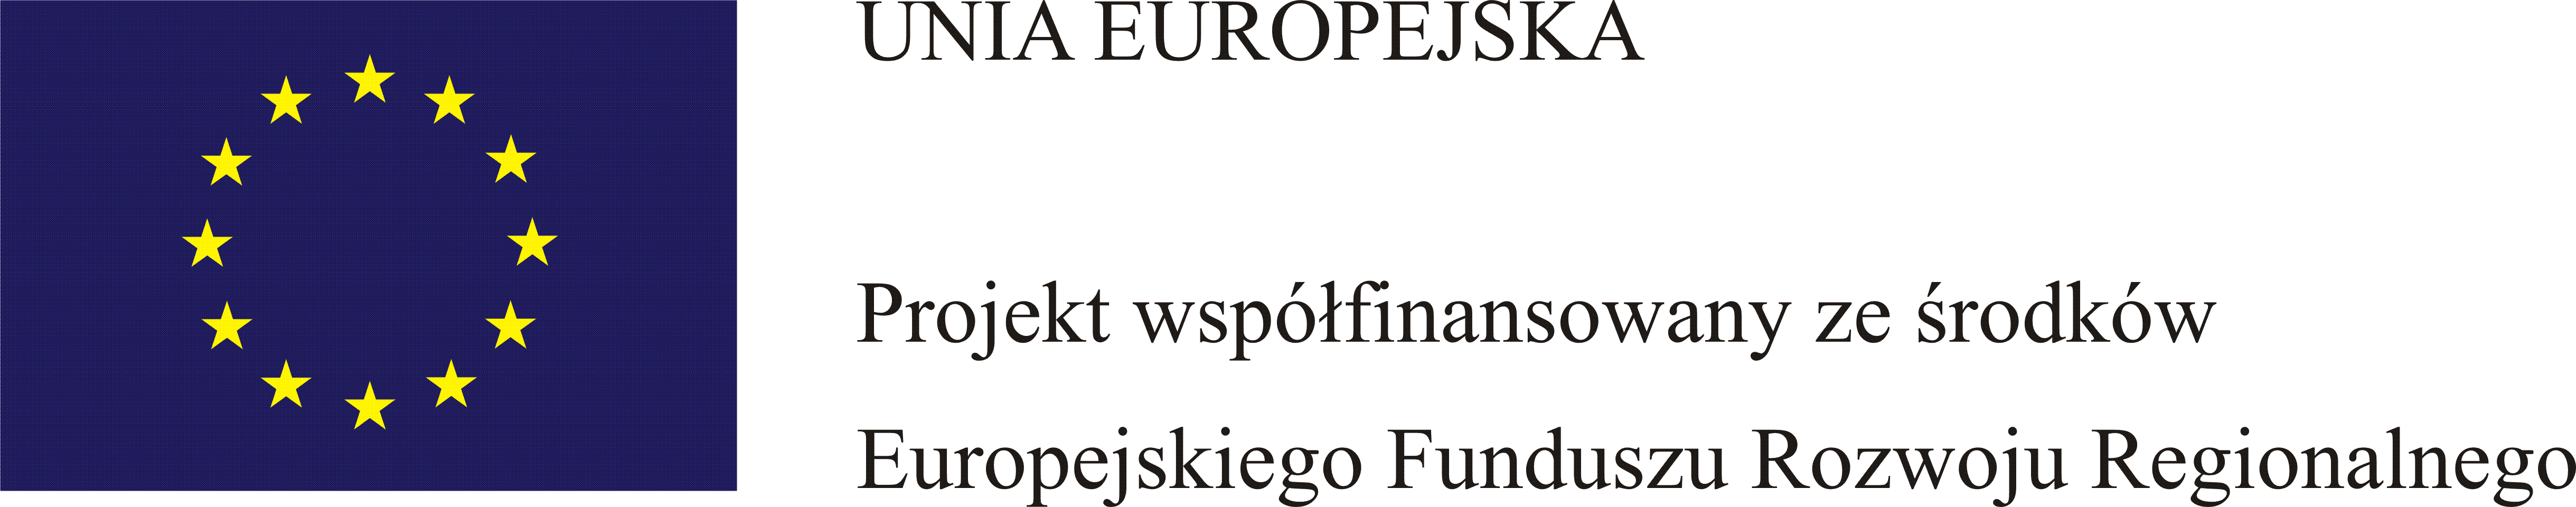 UNIA EUROPEJSKA
Projekt współfinansowany ze środków
Europejskiego Funduszu Rozwoju Regionalnego